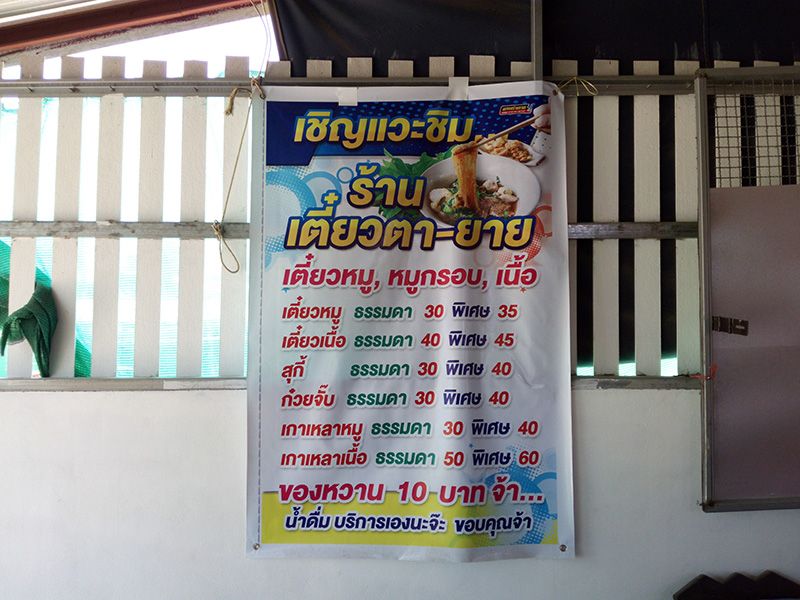 เชิญแวะชิม...
ร้าน
เตี๋ยวตา-ยาย
เตี๋ยวหมู, หมูกรอบ, เนื้อ
เตี๋ยวหมู ธรรมดา 30 พิเศษ 35
เตี๋ยวเนื้อ ธรรมดา 40 พิเศษ 45
สุกี้ ธรรมดา 30 พิเศษ 40
ก๋วยจั๊บ ธรรมดา 30 พิเศษ 40
เกาเหลาหมู ธรรมดา 30 พิเศษ 40
เกาเหลาเนื้อ ธรรมดา 50 พิเศษ 60
ของหวาน 10 บาท จ้า...
น้ำดื่ม บริการเองนะจ๊ะ ขอบคุณจ้า